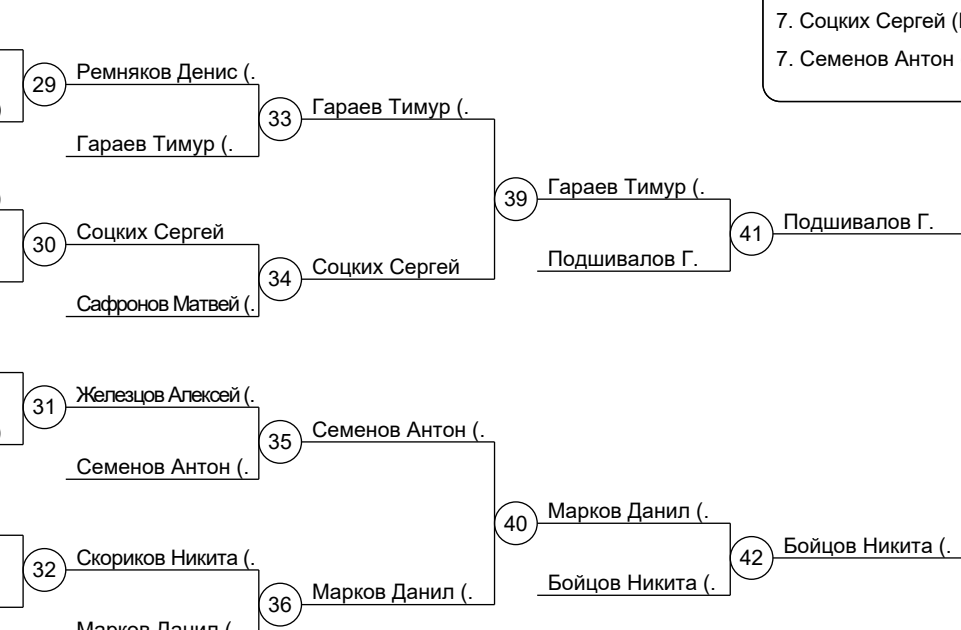 7. Соцких Сергей (
7. Семенов Антон
29
Ремняков Денис (.
33
Гараев Тимур (.
Гараев Тимур (.
39
Гараев Тимур (.
41
Подшивалов Г.
30
Соцких Сергей
34
Соцких Сергей
Подшивалов Г.
Сафронов Матвей (.
31
Железцов Алексей (.
35
Семенов Антон (.
Семенов Антон (.
40
Марков Данил (.
42
Бойцов Никита (.
32
Скориков Никита (.
36
Марков Данил (.
Бойцов Никита (.
Марков Данил (